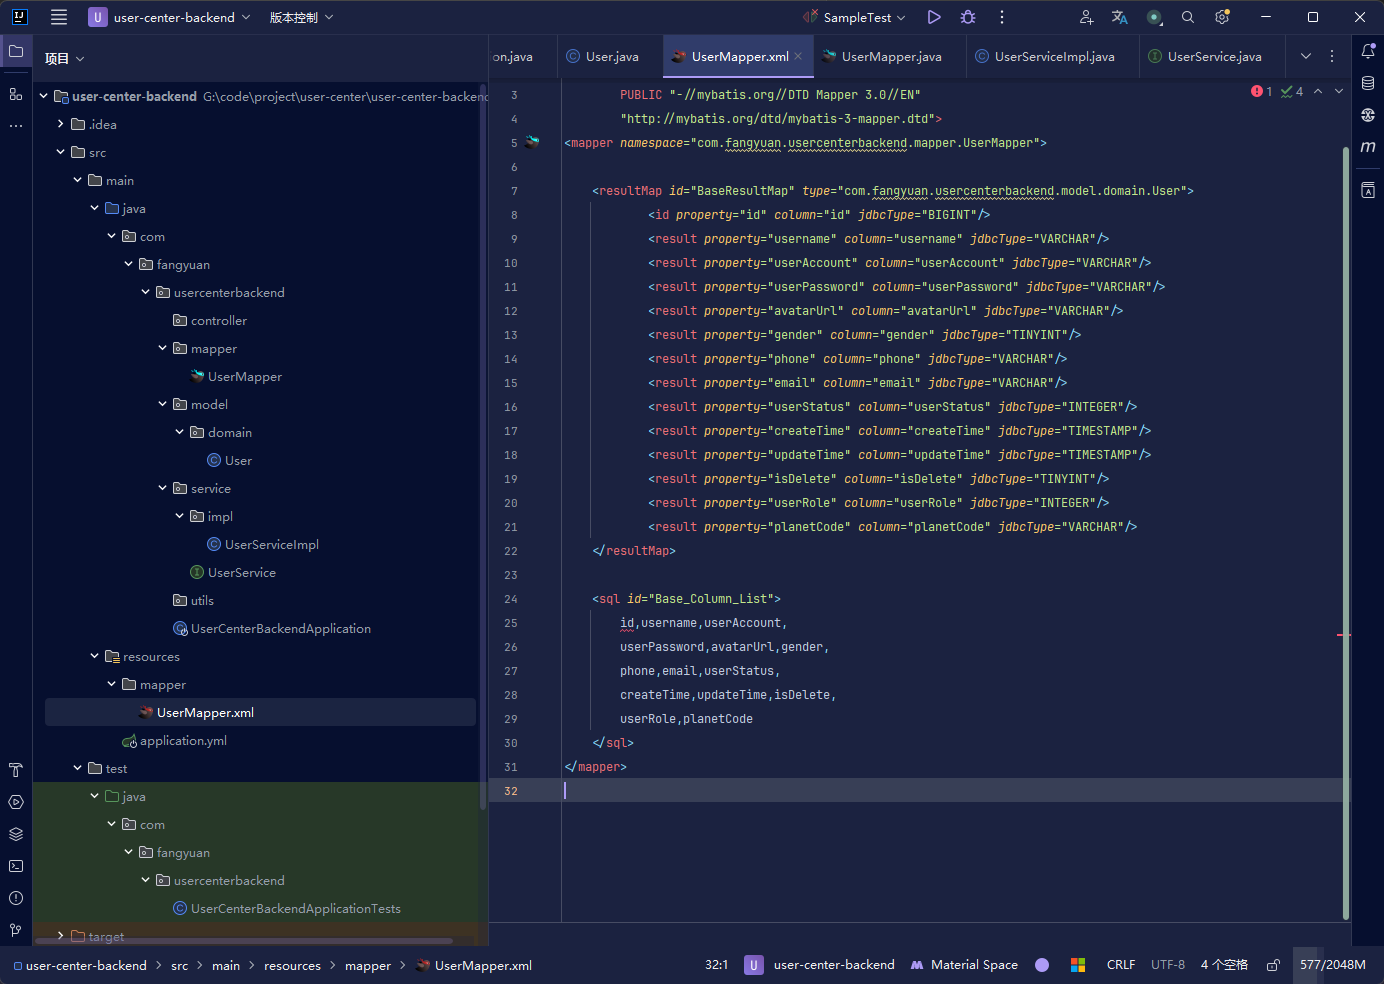 U user-center-backend 版本控制 SampleTest
项目 on.java User.java UserMapper.xml UserMapper.java UserServiceImpl.java UserService.java
user-center-backend G:\code\project\user-center\user-center-backend
.idea
src
main
java
com
fangyuan
usercenterbackend
controller
mapper
UserMapper
model
domain
User
service
impl
UserServiceImpl
UserService
utils
UserCenterBackendApplication
resources
mapper
UserMapper.xml
application.yml
test
java
com
fangyuan
usercenterbackend
UserCenterBackendApplicationTests
target
1 4
3 PUBLIC "-//mybatis.org//DTD Mapper 3.0//EN"
4 "http://mybatis.org/dtd/mybatis-3-mapper.dtd">
5 <mapper namespace="com.fangyuan.usercenterbackend.mapper.UserMapper">
6
7 <resultMap id="BaseResultMap" type="com.fangyuan.usercenterbackend.model.domain.User">
8 <id property="id" column="id" jdbcType="BIGINT"/>
9 <result property="username" column="username" jdbcType="VARCHAR"/>
10 <result property="userAccount" column="userAccount" jdbcType="VARCHAR"/>
11 <result property="userPassword" column="userPassword" jdbcType="VARCHAR"/>
12 <result property="avatarUrl" column="avatarUrl" jdbcType="VARCHAR"/>
13 <result property="gender" column="gender" jdbcType="TINYINT"/>
14 <result property="phone" column="phone" jdbcType="VARCHAR"/>
15 <result property="email" column="email" jdbcType="VARCHAR"/>
16 <result property="userStatus" column="userStatus" jdbcType="INTEGER"/>
17 <result property="createTime" column="createTime" jdbcType="TIMESTAMP"/>
18 <result property="updateTime" column="updateTime" jdbcType="TIMESTAMP"/>
19 <result property="isDelete" column="isDelete" jdbcType="TINYINT"/>
20 <result property="userRole" column="userRole" jdbcType="INTEGER"/>
21 <result property="planetCode" column="planetCode" jdbcType="VARCHAR"/>
22 </resultMap>
23
24 <sql id="Base_Column_List">
25 id,username,userAccount,
26 userPassword,avatarUrl,gender,
27 phone,email,userStatus,
28 createTime,updateTime,isDelete,
29 userRole,planetCode
30 </sql>
31 </mapper>
32
user-center-backend > src > main > resources > mapper > UserMapper.xml 32:1 U user-center-backend Material Space CRLF UTF-8 4 个空格 577/2048M